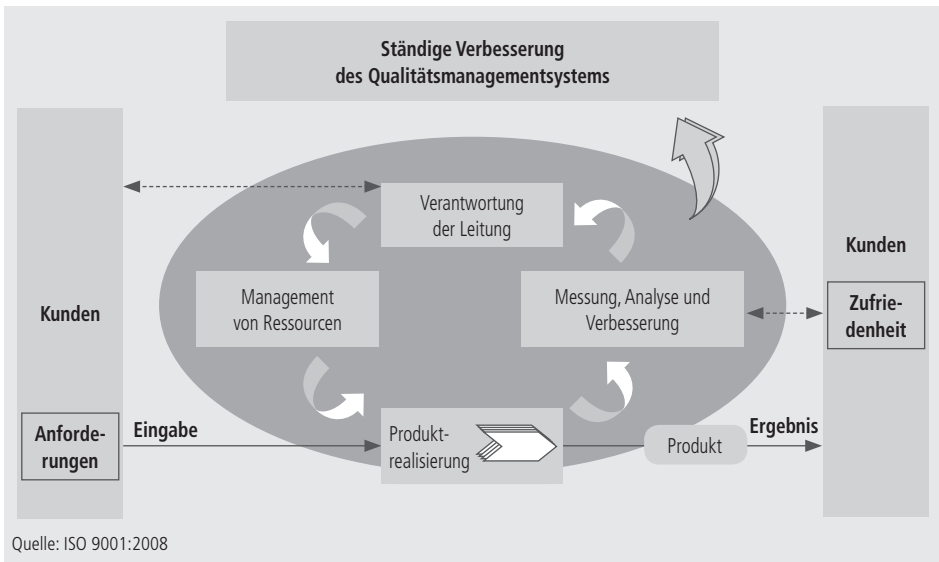 Ständige Verbesserung
des Qualitätsmanagementsystems
Kunden
Anforde-
rungen
Eingabe
Verantwortung
der Leitung
Management
von Ressourcen
Messung, Analyse und
Verbesserung
Produkt-
realisierung
Produkt
Ergebnis
Kunden
Zufrie-
denheit
Quelle: ISO 9001:2008